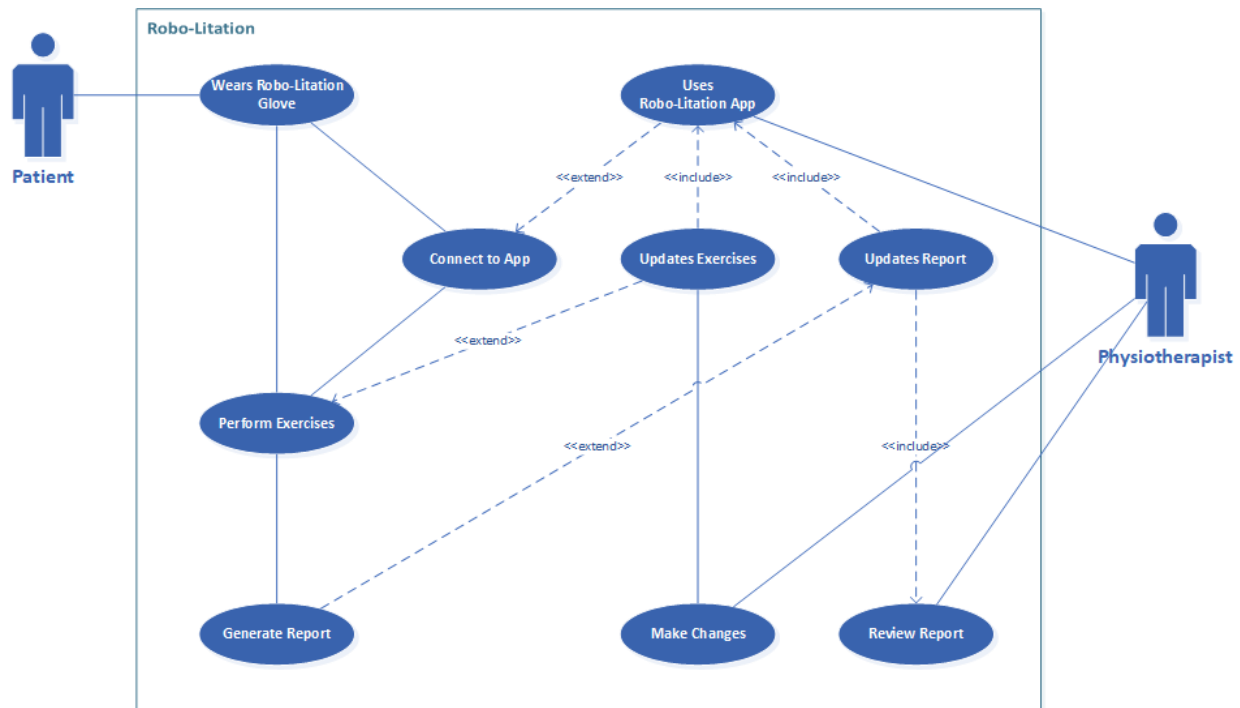 Robo-Litation
Wears Robo-Litation
Glove
Uses
Robo-Litation App
Patient
<<extend>>
<<include>>
<<include>>
Connect to App
Updates Exercises
Updates Report
<<extend>>
Physiotherapist
Perform Exercises
<<extend>>
<<include>>
Generate Report
Make Changes
Review Report